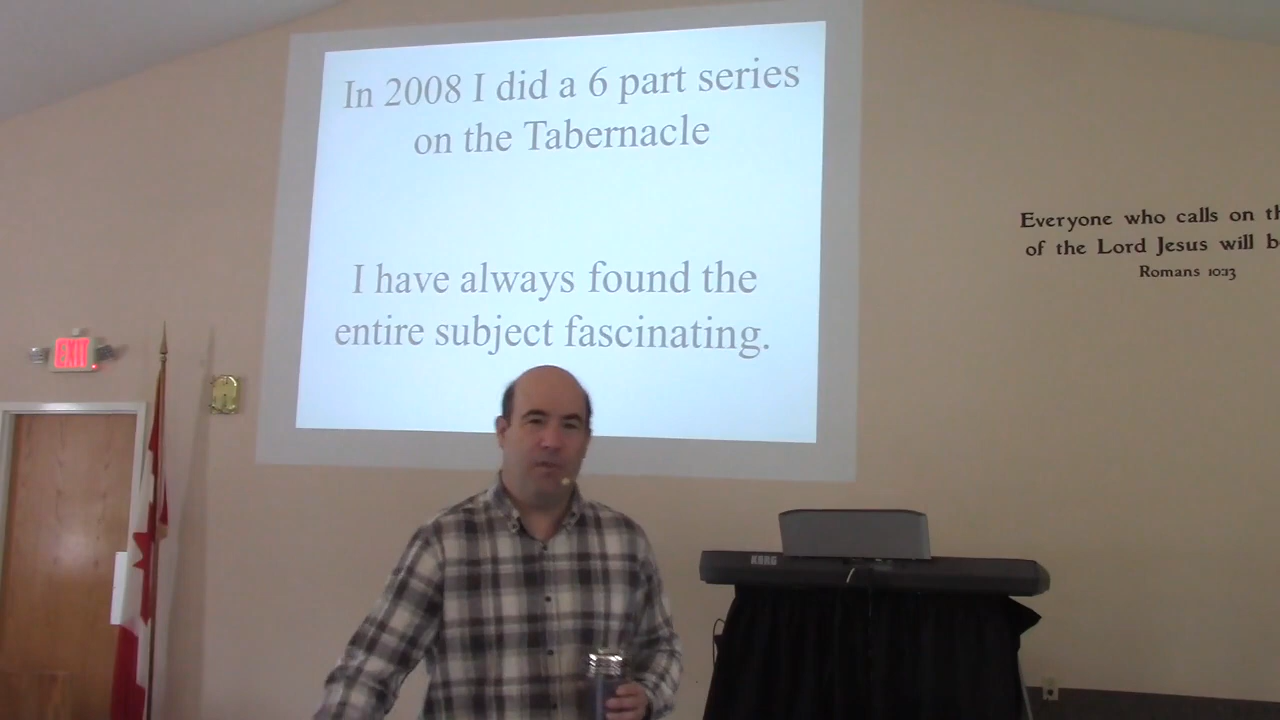 In 2008 I did a 6 part series
on the Tabernacle
I have always found the
entire subject fascinating.
Everyone who calls on
of the Lord Jesus will
Romans 10:13
EXIT
KORG